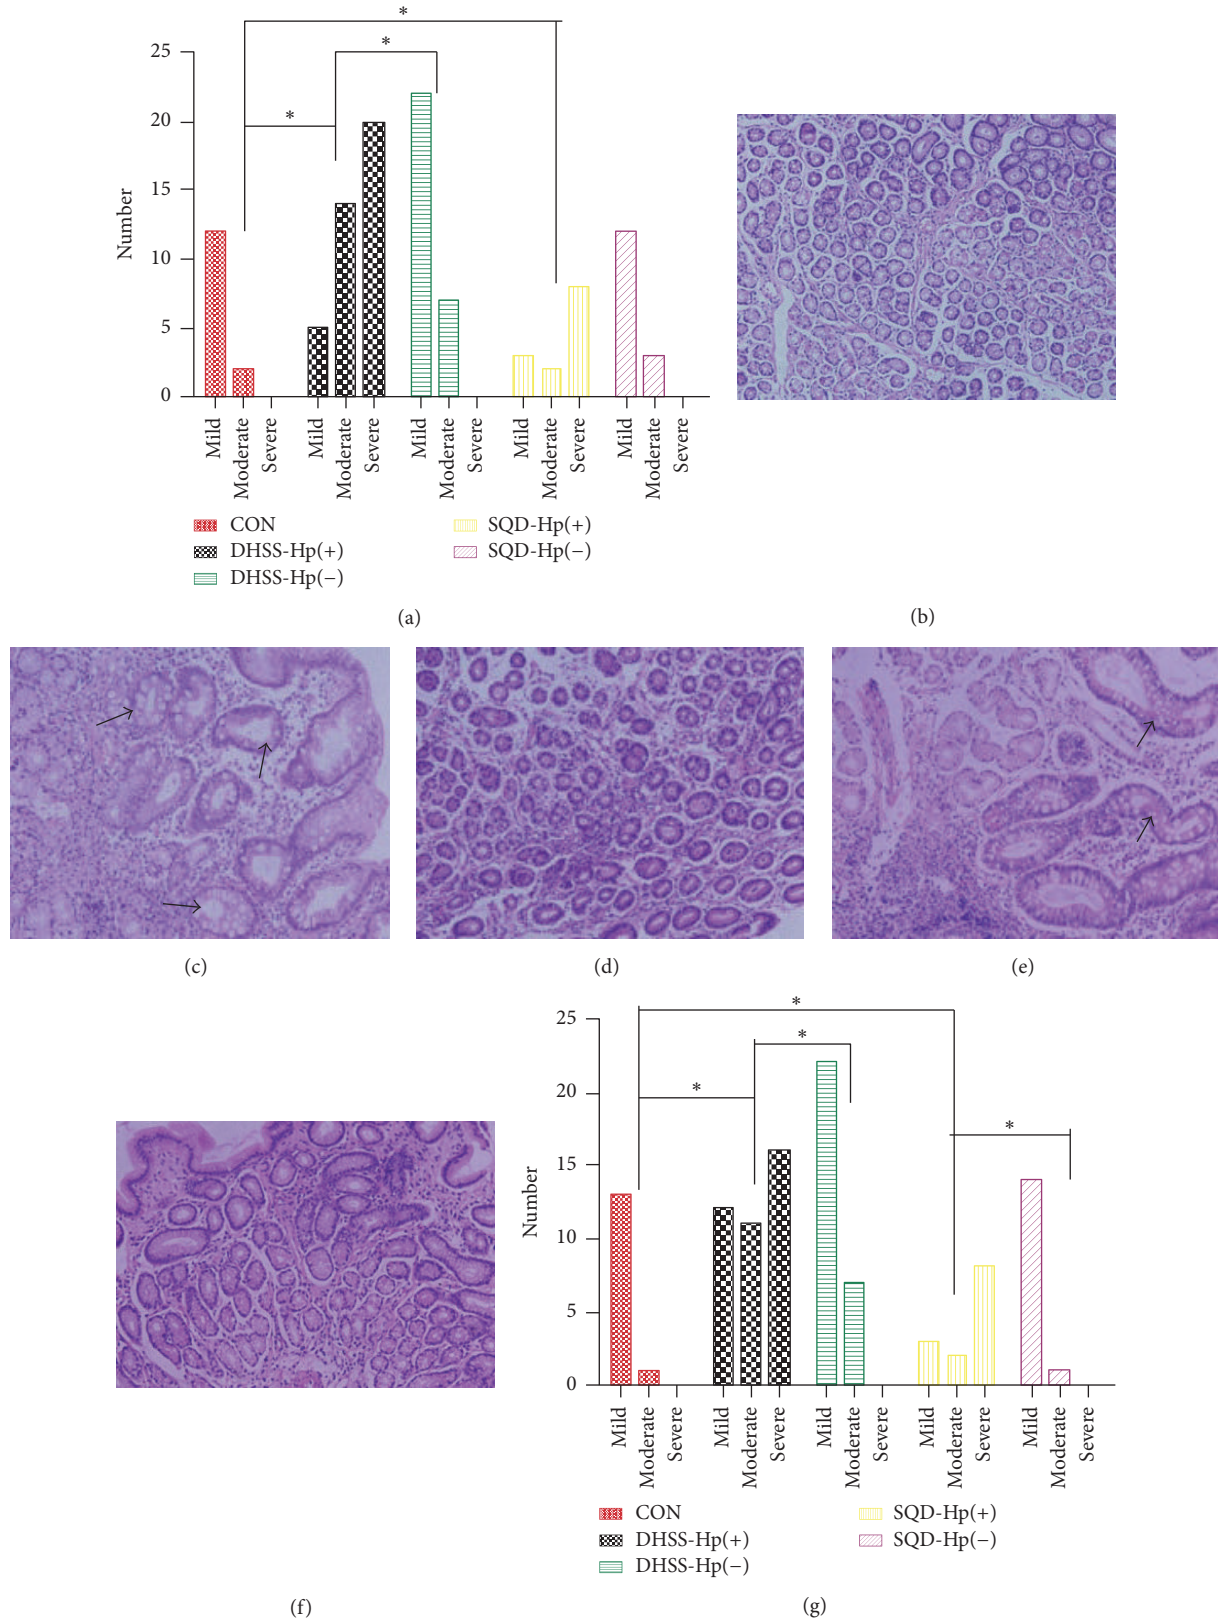 *
*
*
25
20
15
10
5
0
Number
Mild
Moderate
Severe
Mild
Moderate
Severe
Mild
Moderate
Severe
Mild
Moderate
Severe
Mild
Moderate
Severe
CON
DHSS-Hp(+)
DHSS-Hp(−)
SQD-Hp(+)
SQD-Hp(−)
(a)
(b)
(c)
(d)
(e)
(f)
*
*
*
*
25
20
15
10
5
0
Number
Mild
Moderate
Severe
Mild
Moderate
Severe
Mild
Moderate
Severe
Mild
Moderate
Severe
Mild
Moderate
Severe
CON
DHSS-Hp(+)
DHSS-Hp(−)
SQD-Hp(+)
SQD-Hp(−)
(g)